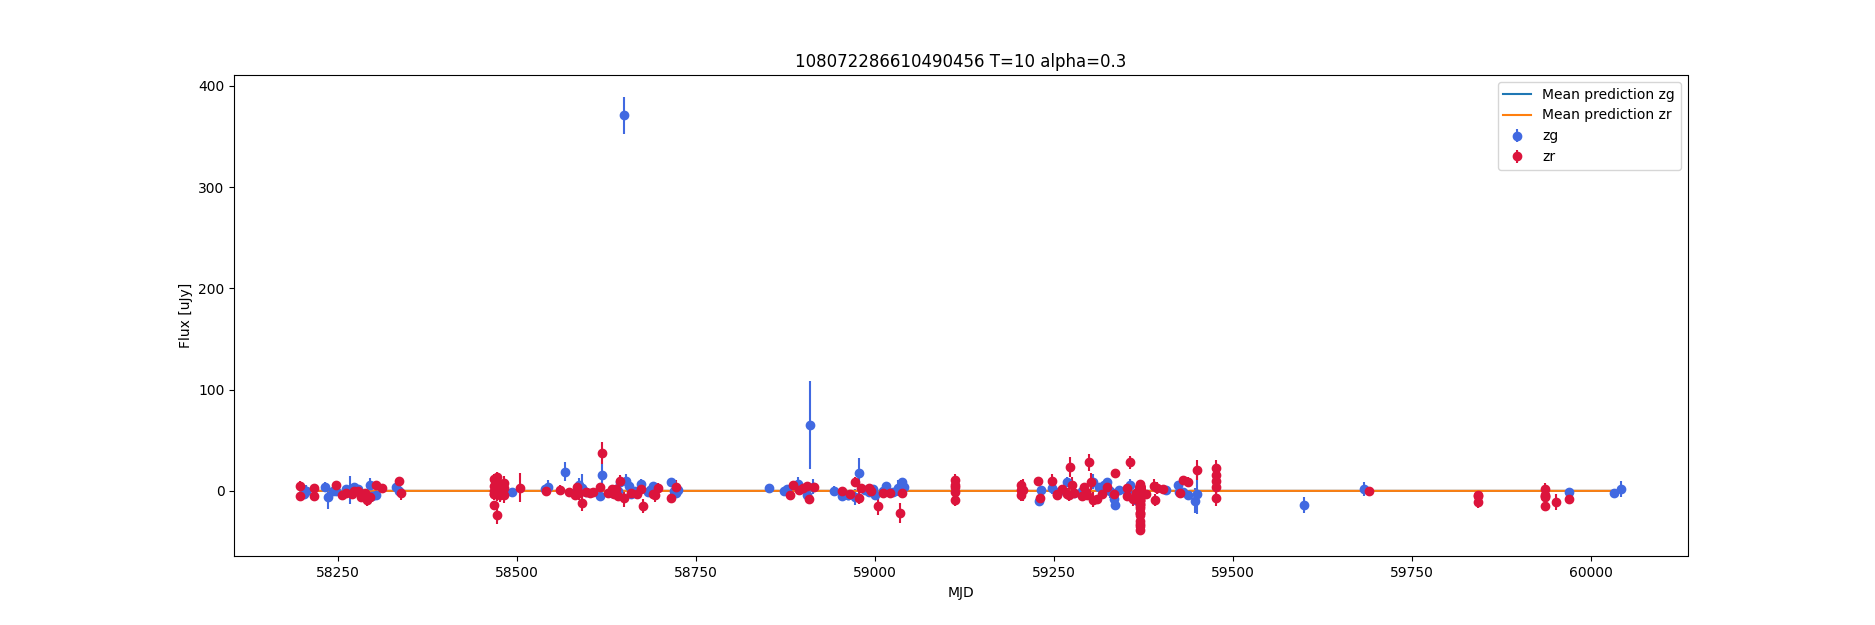 108072286610490456 T=10 alpha=0.3
400
300
200
100
0
Flux [uJy]
58250
58500
58750
59000
59250
59500
59750
60000
MJD
Mean prediction zg
Mean prediction zr
zg
zr